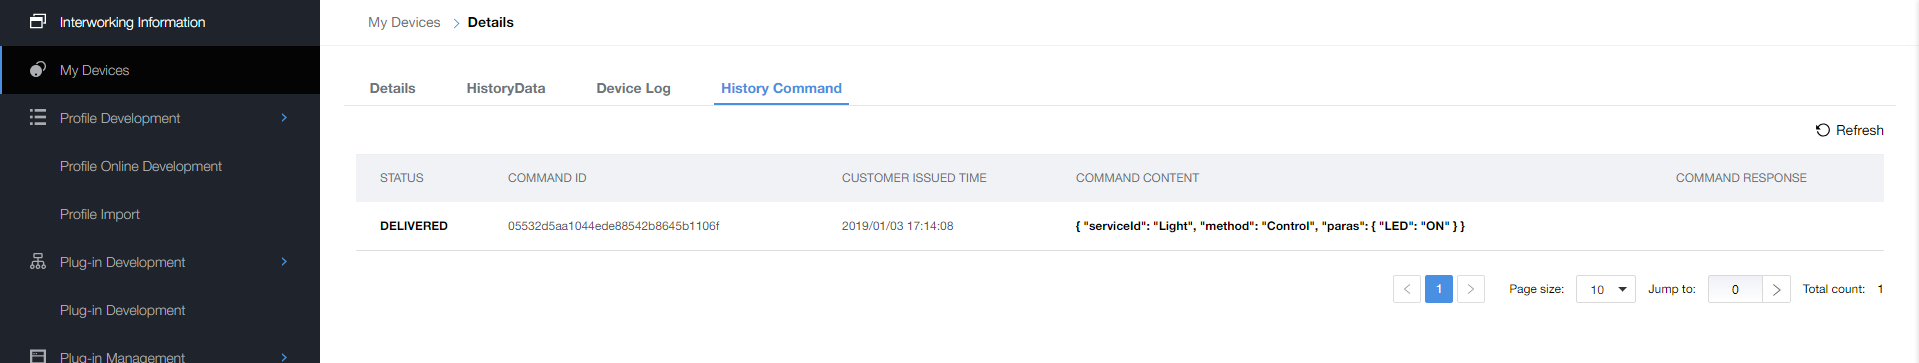 Interworking Information
My Devices
Profile Development
Profile Online Development
Profile Import
Plug-in Development
Plug-in Development
Plug-in Management
My Devices > Details
Details HistoryData Device Log History Command
Refresh
STATUS COMMAND ID CUSTOMER ISSUED TIME COMMAND CONTENT COMMAND RESPONSE
DELIVERED 05532d5aa1044ede88542b8645b1106f 2019/01/03 17:14:08 { "serviceId": "Light", "method": "Control", "paras": { "LED": "ON" } }
< 1 > Page size: 10 Jump to: 0 > Total count: 1